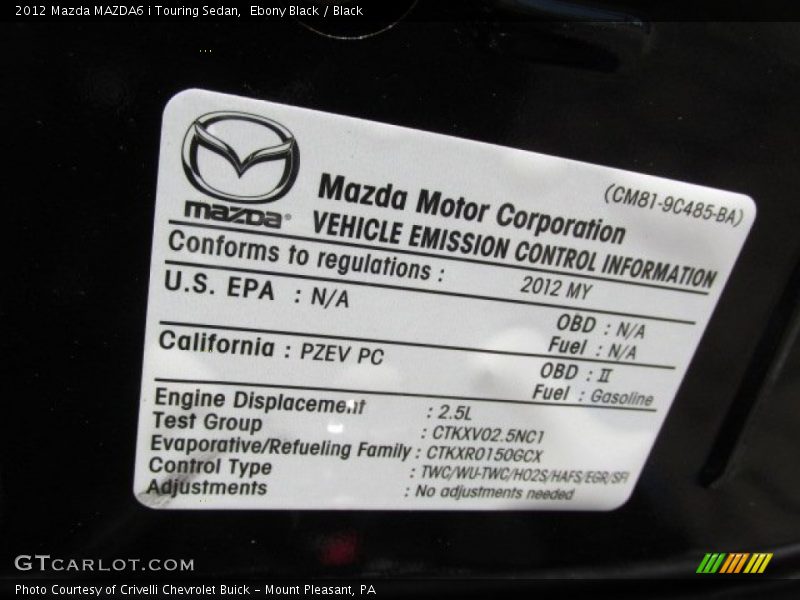 2012 Mazda MAZDA6 i Touring Sedan,  Ebony Black / Black
mazda®
Mazda Motor Corporation
(CM81-9C485-BA)
VEHICLE EMISSION CONTROL INFORMATION
Conforms to regulations : 2012 MY
U.S. EPA : N/A
OBD : N/A
Fuel : N/A
California : PZEV PC
OBD : II
Fuel : Gasoline
Engine Displacement : 2.5L
Test Group : CTKXV02.5NC1
Evaporative/Refueling Family : CTKXR0150GCX
Control Type : TWC/WU-TWC/HO2S/HAFS/EGR/SFI
Adjustments : No adjustments needed
GTCARLOT.COM
Photo Courtesy of Crivelli Chevrolet Buick - Mount Pleasant, PA